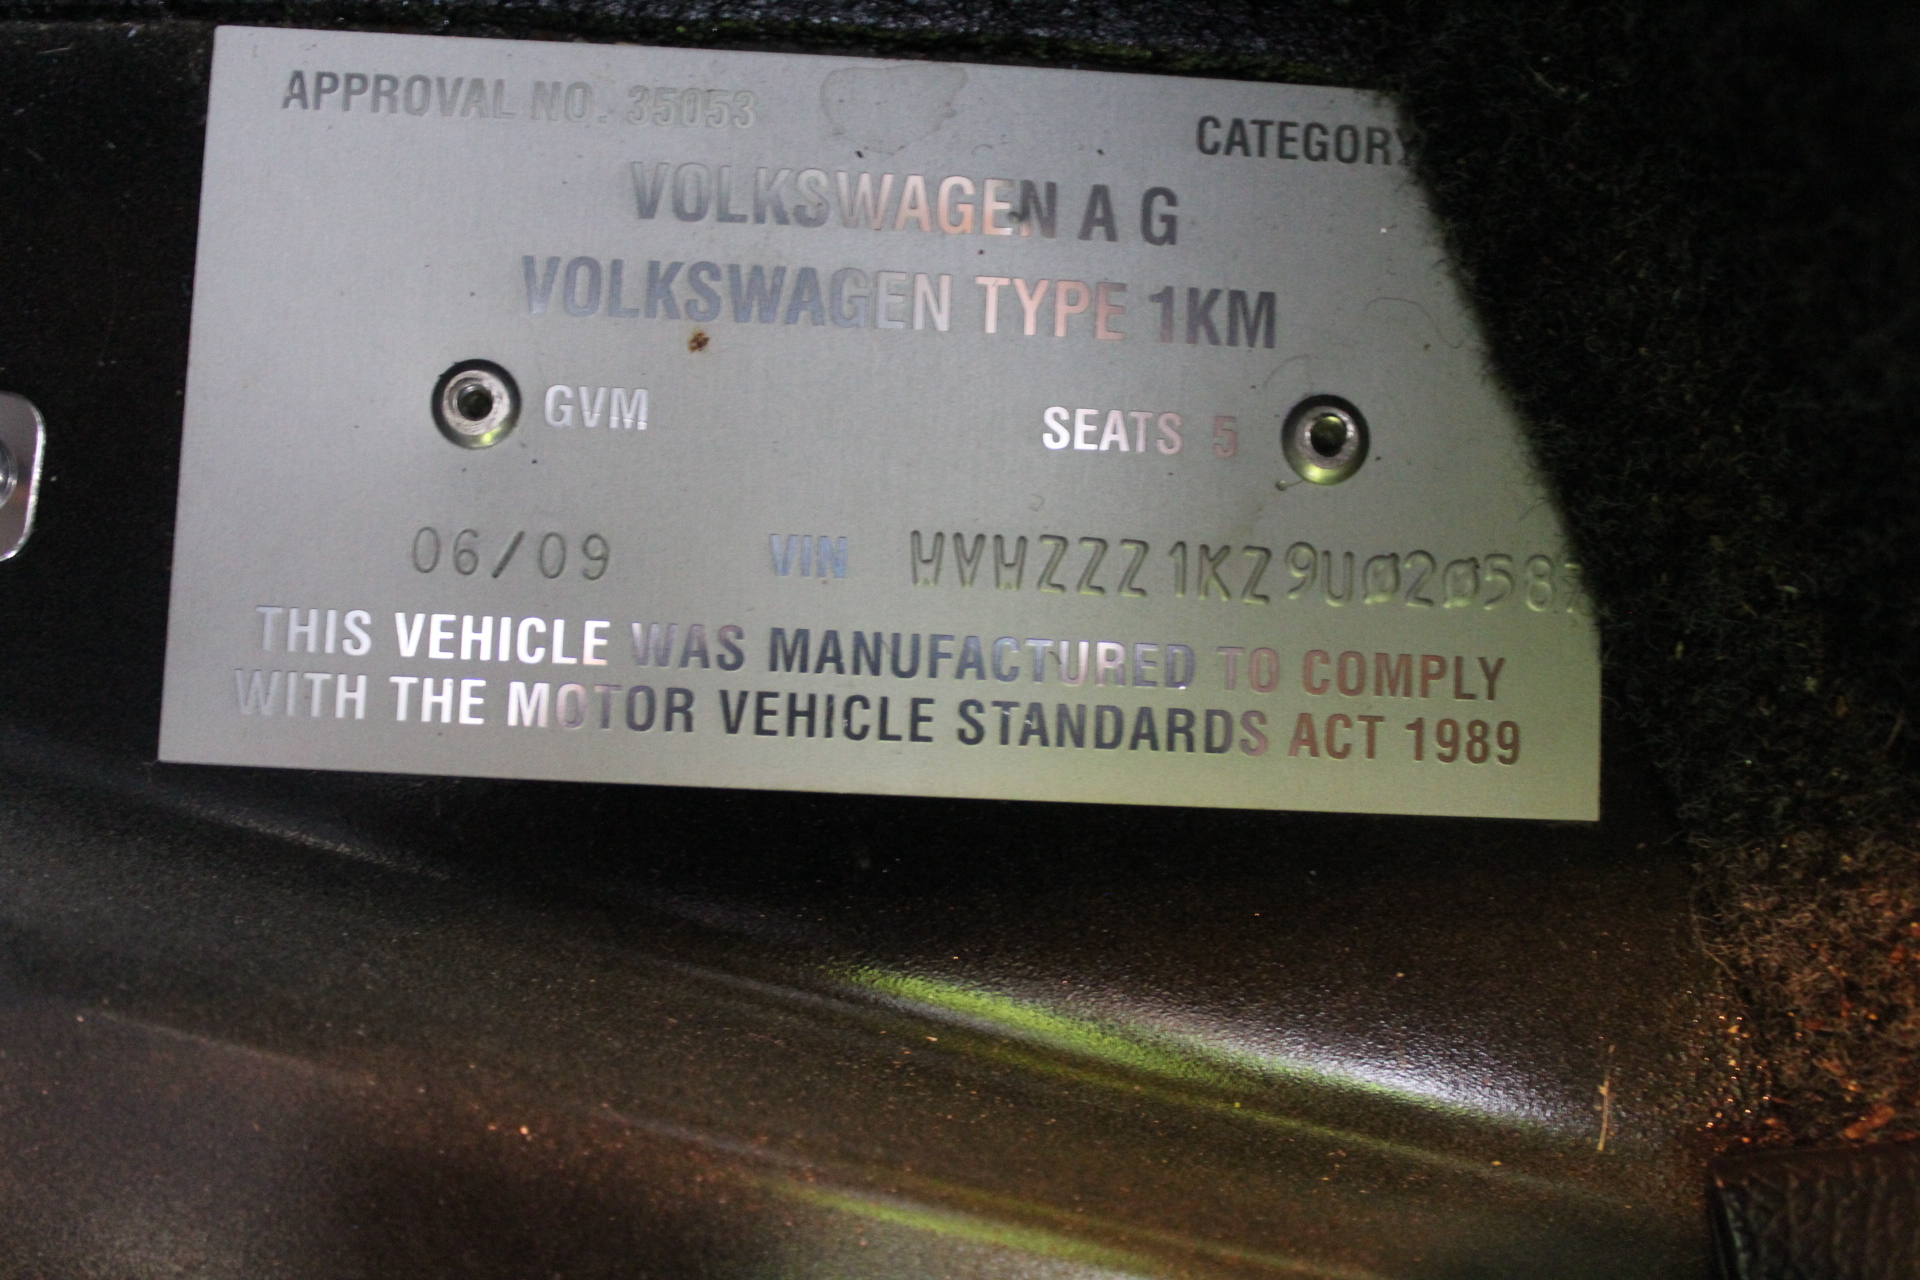 APPROVAL NO. 35053 CATEGORY
VOLKSWAGEN A G
VOLKSWAGEN TYPE 1KM
GVM SEATS 5
06/09 VIN WVWZZZ1KZ9UØ2Ø58
THIS VEHICLE WAS MANUFACTURED TO COMPLY
WITH THE MOTOR VEHICLE STANDARDS ACT 1989